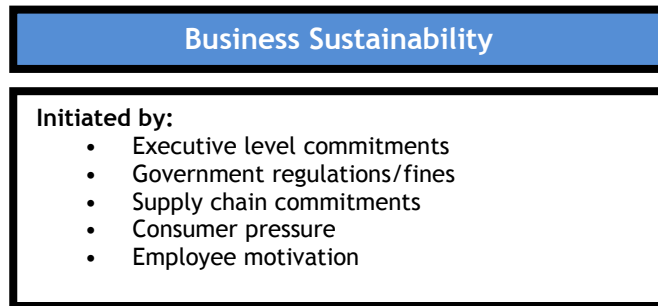 Business Sustainability
Initiated by:
• Executive level commitments
• Government regulations/fines
• Supply chain commitments
• Consumer pressure
• Employee motivation